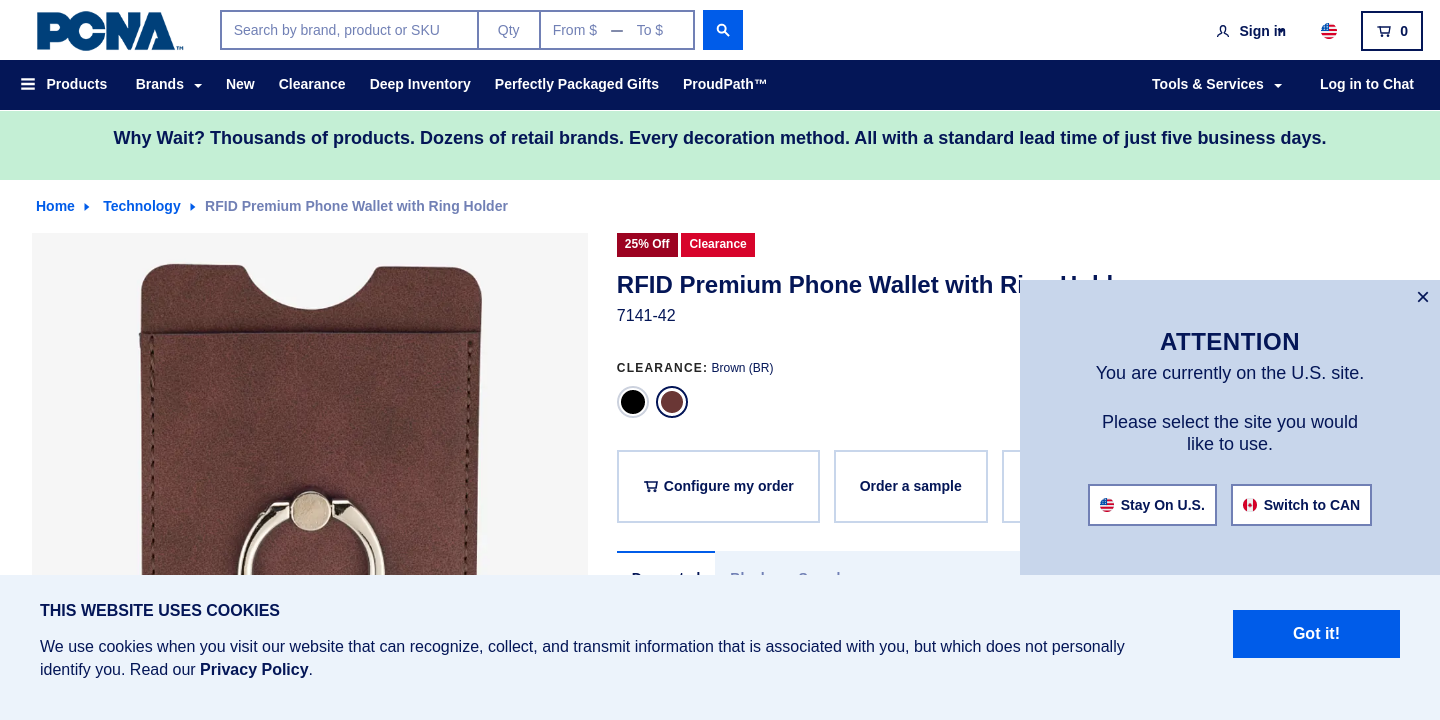 PCNA™
Search by brand, product or SKU
Qty
From $ — To $
Sign in
0
Products
Brands
New
Clearance
Deep Inventory
Perfectly Packaged Gifts
ProudPath™
Tools & Services
Log in to Chat
Why Wait? Thousands of products. Dozens of retail brands. Every decoration method. All with a standard lead time of just five business days.
Home
Technology
RFID Premium Phone Wallet with Ring Holder
25% Off
Clearance
RFID Premium Phone Wallet with
7141-42
CLEARANCE: Brown (BR)
Configure my order
Order a sample
×
ATTENTION
You are currently on the U.S. site.
Please select the site you would
like to use.
Stay On U.S.
Switch to CAN
THIS WEBSITE USES COOKIES
We use cookies when you visit our website that can recognize, collect, and transmit information that is associated with you, but which does not personally
identify you. Read our Privacy Policy.
Got it!